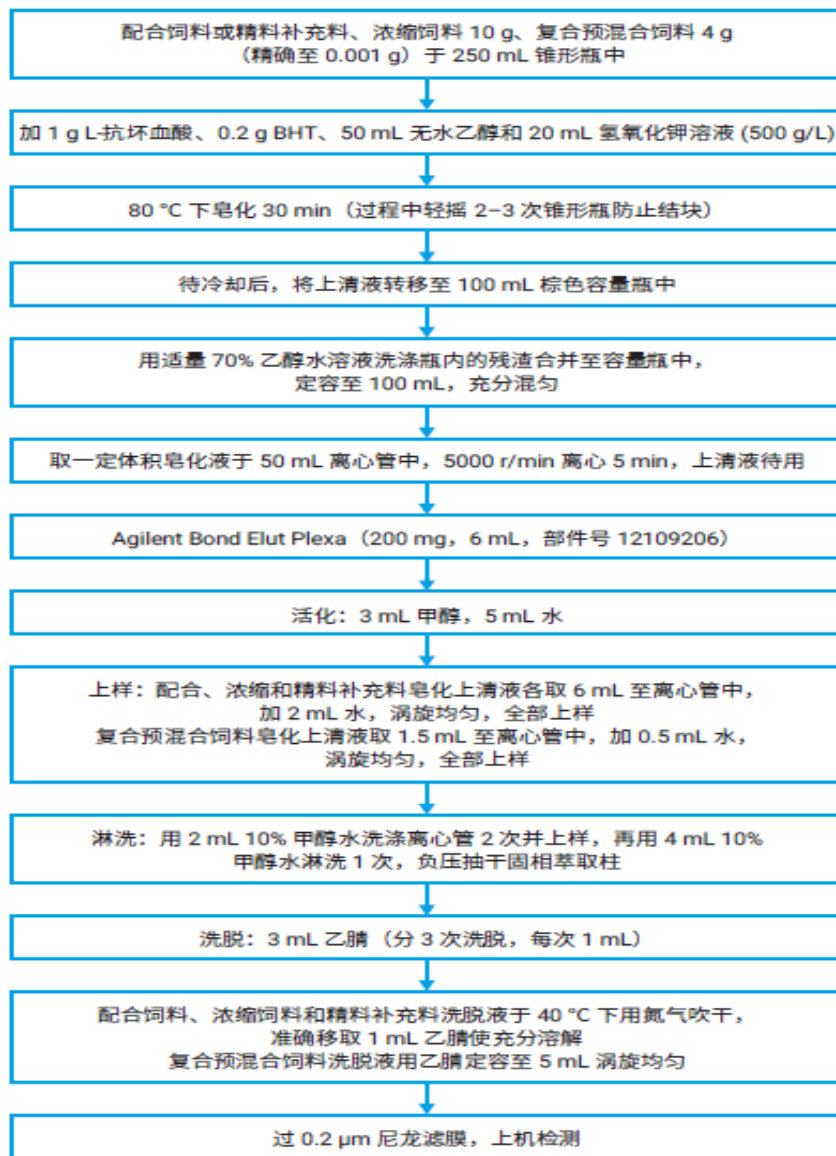 配合饲料或精料补充料、浓缩饲料 10 g、复合预混合饲料 4 g
（精确至 0.001 g）于 250 mL 锥形瓶中
加 1 g L-抗坏血酸、0.2 g BHT、50 mL 无水乙醇和 20 mL 氢氧化钾溶液 (500 g/L)
80 °C 下皂化 30 min（过程中轻摇 2–3 次锥形瓶防止结块）
待冷却后，将上清液转移至 100 mL 棕色容量瓶中
用适量 70% 乙醇水溶液洗涤瓶内的残渣合并至容量瓶中，
定容至 100 mL，充分混匀
取一定体积皂化液于 50 mL 离心管中，5000 r/min 离心 5 min，上清液待用
Agilent Bond Elut Plexa（200 mg，6 mL，部件号 12109206）
活化：3 mL 甲醇，5 mL 水
上样：配合、浓缩和精料补充料皂化上清液各取 6 mL 至离心管中，
加 2 mL 水，涡旋均匀，全部上样
复合预混合饲料皂化上清液取 1.5 mL 至离心管中，加 0.5 mL 水，
涡旋均匀，全部上样
淋洗：用 2 mL 10% 甲醇水洗涤离心管 2 次并上样，再用 4 mL 10%
甲醇水淋洗 1 次，负压抽干固相萃取柱
洗脱：3 mL 乙腈（分 3 次洗脱，每次 1 mL）
配合饲料、浓缩饲料和精料补充料洗脱液于 40 °C 下用氮气吹干，
准确移取 1 mL 乙腈使充分溶解
复合预混合饲料洗脱液用乙腈定容至 5 mL 涡旋均匀
过 0.2 µm 尼龙滤膜，上机检测